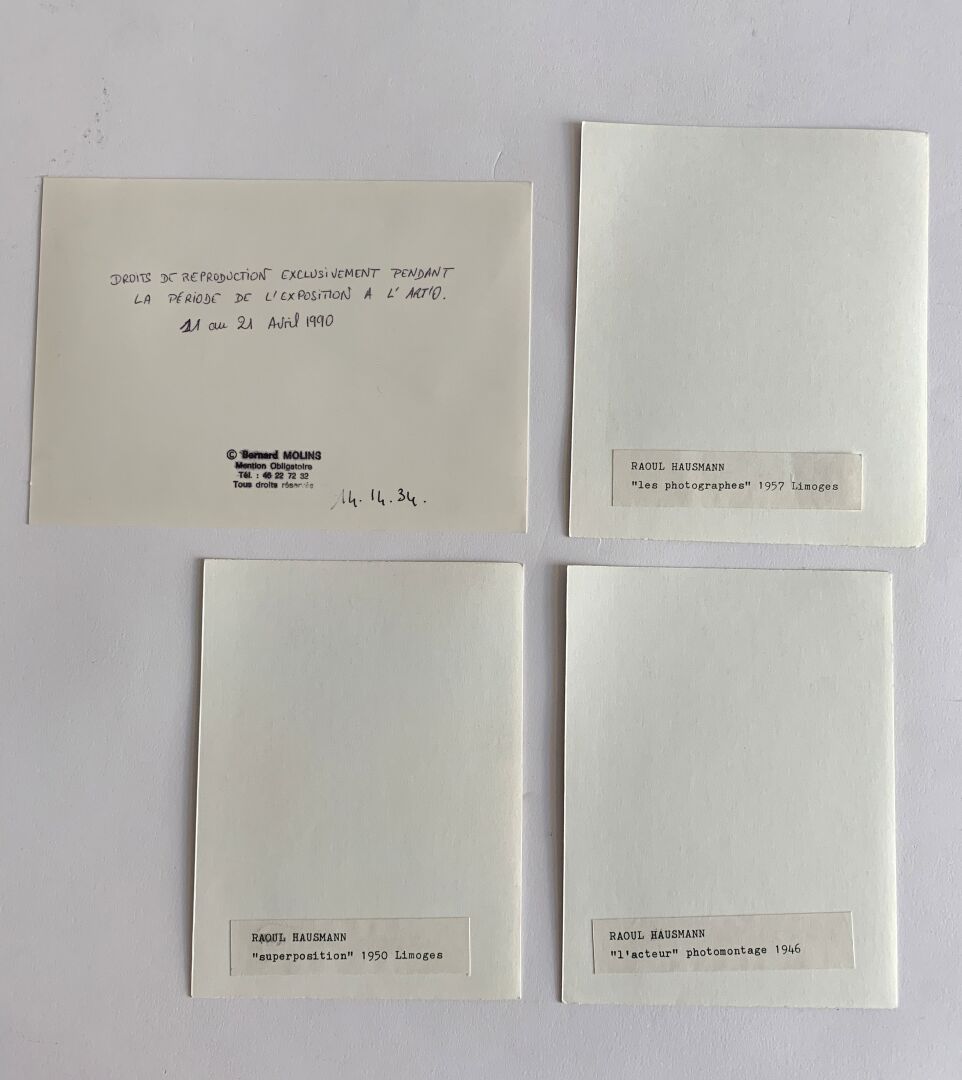 DROITS DE REPRODUCTION EXCLUSIVEMENT PENDANT
LA PÉRIODE DE L'EXPOSITION A L' ART'O.
11 au 21 Avril 1990
© Bernard MOLINS
Mention Obligatoire
Tél. : 46 22 72 32
Tous droits réservés
14.14.34.
RAOUL HAUSMANN
"les photographes" 1957 Limoges
RAOUL HAUSMANN
"superposition" 1950 Limoges
RAOUL HAUSMANN
"l'acteur" photomontage 1946